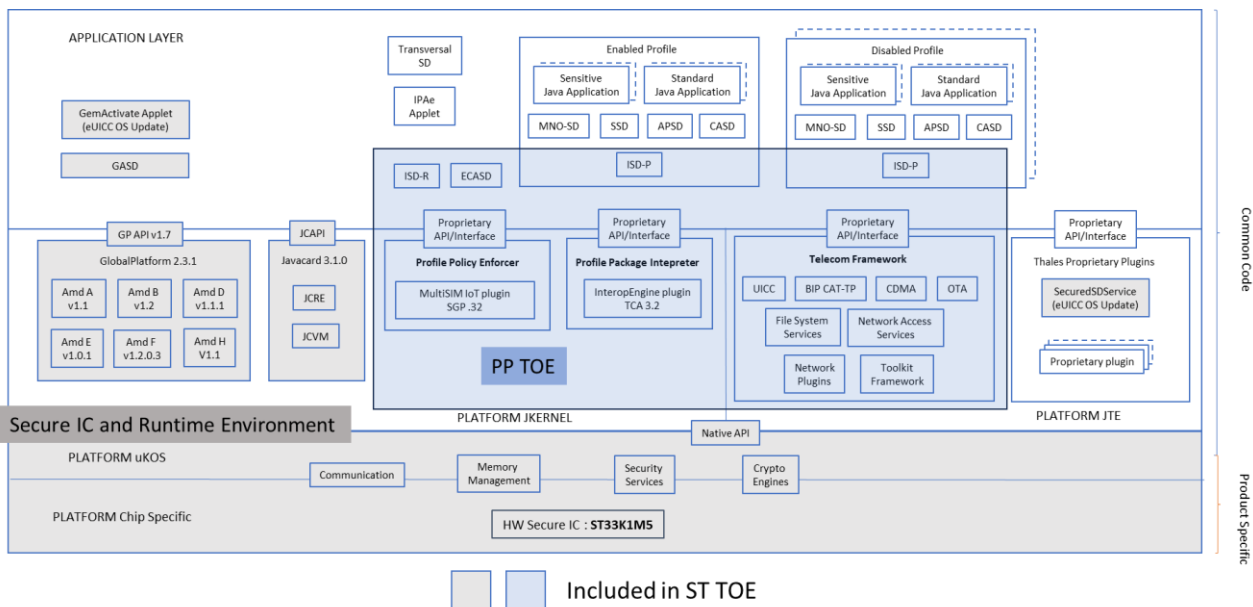 APPLICATION LAYER
Transversal
SD
IPAe
Applet
Enabled Profile
Sensitive
Java Application
Standard
Java Application
MNO-SD
SSD
APSD
CASD
ISD-P
Disabled Profile
Sensitive
Java Application
Standard
Java Application
MNO-SD
SSD
APSD
CASD
ISD-P
GemActivate Applet
(eUICC OS Update)
GASD
ISD-R
ECASD
GP API v1.7
GlobalPlatform 2.3.1
Amd A
v1.1
Amd B
v1.2
Amd D
v1.1.1
Amd E
v1.0.1
Amd F
v1.2.0.3
Amd H
V1.1
JCAPI
Javacard 3.1.0
JCRE
JCVM
Proprietary
API/Interface
Profile Policy Enforcer
MultiSIM IoT plugin
SGP .32
Proprietary
API/Interface
Profile Package Intepreter
InteropEngine plugin
TCA 3.2
PP TOE
Proprietary
API/Interface
Telecom Framework
UICC
BIP CAT-TP
CDMA
OTA
File System
Services
Network Access
Services
Network
Plugins
Toolkit
Framework
Proprietary
API/Interface
Thales Proprietary Plugins
SecuredSDService
(eUICC OS Update)
Proprietary plugin
PLATFORM JKERNEL
PLATFORM JTE
Secure IC and Runtime Environment
Native API
PLATFORM uKOS
Communication
Memory
Management
Security
Services
Crypto
Engines
PLATFORM Chip Specific
HW Secure IC : ST33K1M5
Common Code
Product Specific
Included in ST TOE